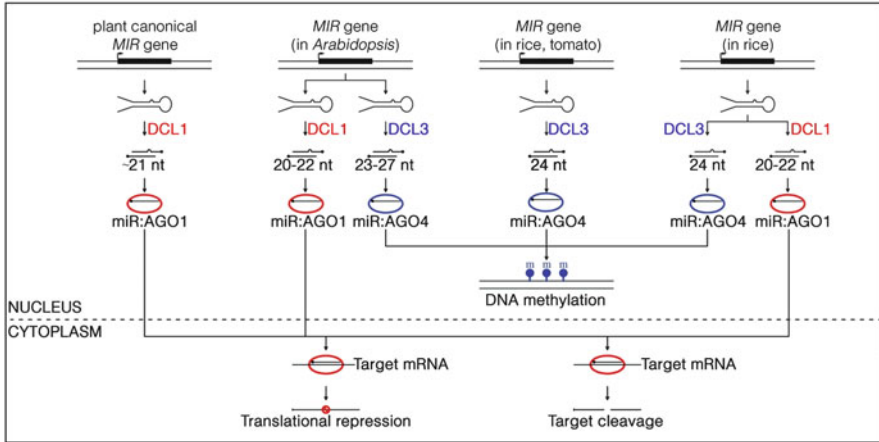 plant canonical
MIR gene
MIR gene
(in Arabidopsis)
MIR gene
(in rice, tomato)
MIR gene
(in rice)
DCL1
DCL1
DCL3
DCL3
DCL3
DCL1
~21 nt
20-22 nt
23-27 nt
24 nt
24 nt
20-22 nt
miR:AGO1
miR:AGO1
miR:AGO4
miR:AGO4
miR:AGO4
miR:AGO1
m m m
DNA methylation
NUCLEUS
CYTOPLASM
Target mRNA
Target mRNA
Translational repression
Target cleavage